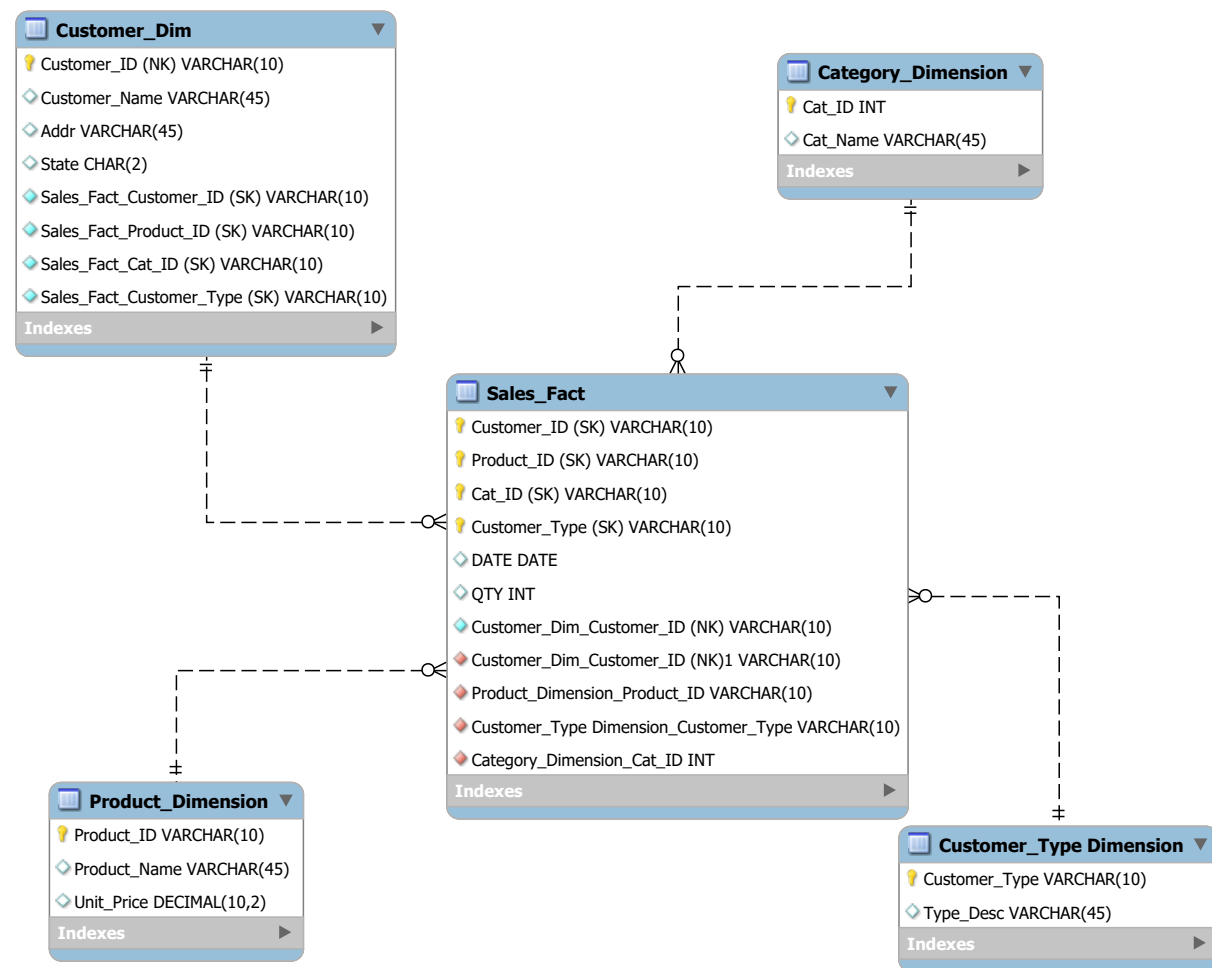 Customer_Dim
Customer_ID (NK) VARCHAR(10)
Customer_Name VARCHAR(45)
Addr VARCHAR(45)
State CHAR(2)
Sales_Fact_Customer_ID (SK) VARCHAR(10)
Sales_Fact_Product_ID (SK) VARCHAR(10)
Sales_Fact_Cat_ID (SK) VARCHAR(10)
Sales_Fact_Customer_Type (SK) VARCHAR(10)
Indexes
Category_Dimension
Cat_ID INT
Cat_Name VARCHAR(45)
Indexes
Sales_Fact
Customer_ID (SK) VARCHAR(10)
Product_ID (SK) VARCHAR(10)
Cat_ID (SK) VARCHAR(10)
Customer_Type (SK) VARCHAR(10)
DATE DATE
QTY INT
Customer_Dim_Customer_ID (NK) VARCHAR(10)
Customer_Dim_Customer_ID (NK)1 VARCHAR(10)
Product_Dimension_Product_ID VARCHAR(10)
Customer_Type Dimension_Customer_Type VARCHAR(10)
Category_Dimension_Cat_ID INT
Indexes
Product_Dimension
Product_ID VARCHAR(10)
Product_Name VARCHAR(45)
Unit_Price DECIMAL(10,2)
Indexes
Customer_Type Dimension
Customer_Type VARCHAR(10)
Type_Desc VARCHAR(45)
Indexes